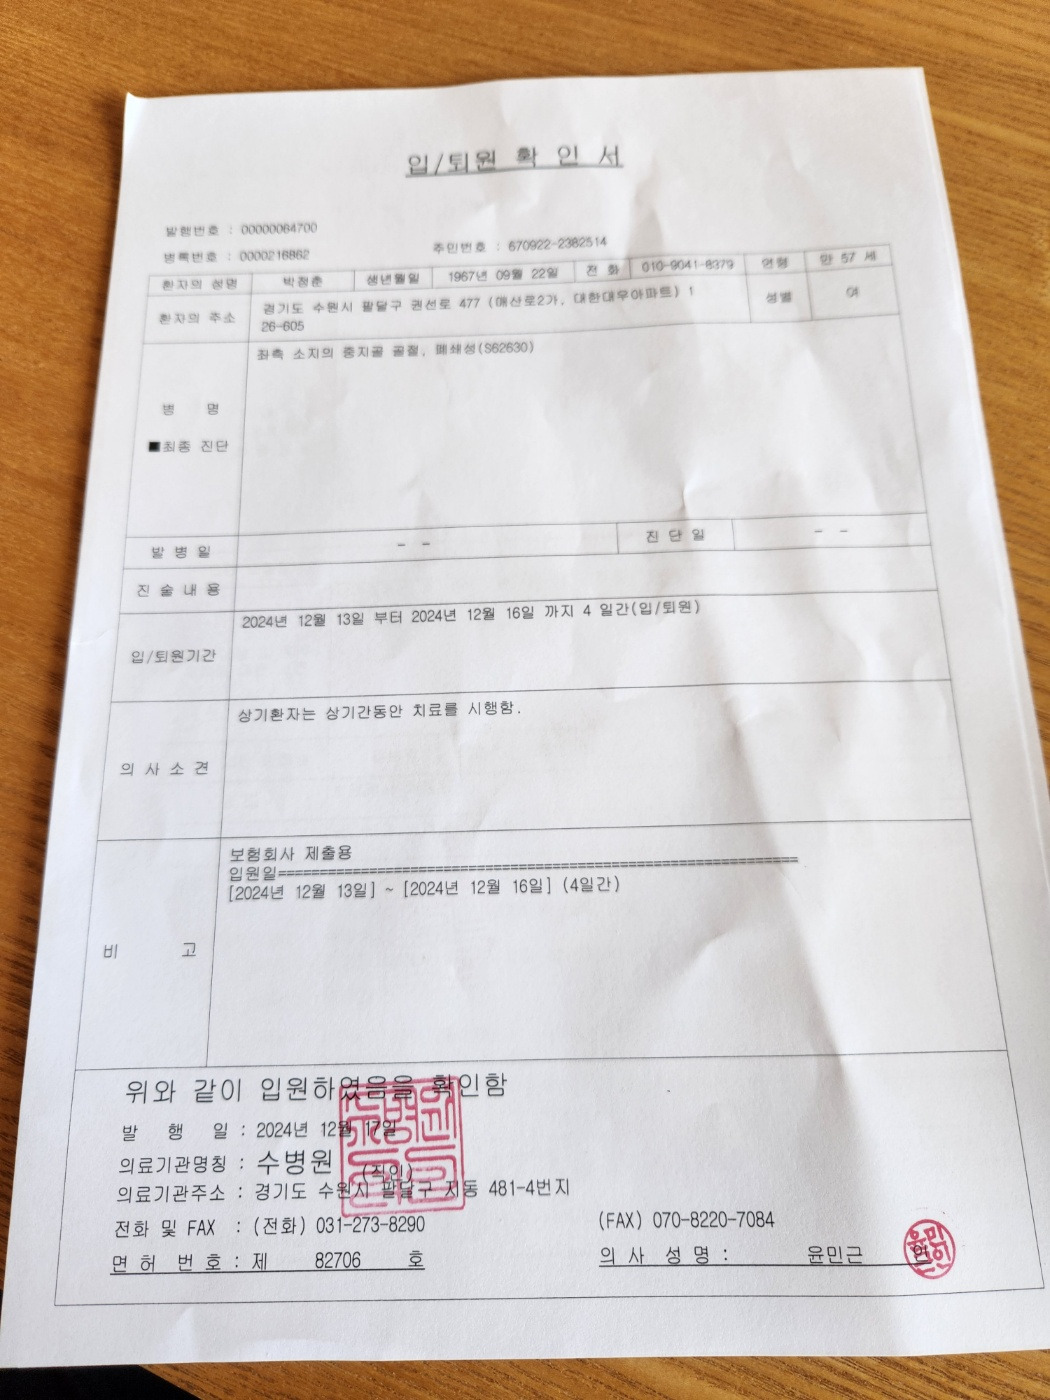 입/퇴원 확 인 서
발행번호 : 00000064700
병록번호 : 0000216862
주민번호 : 670922-2382514
환자의 성명 박정춘 생년월일 1967년 09월 22일 전 화 010-9041-8379 연령 만 57 세
환자의 주소 경기도 수원시 팔달구 권선로 477 (매산로2가, 대한대우아파트) 1
26-605
성별 여
병 명
■최종 진단
좌측 소지의 중지골 골절, 폐쇄성(S62630)
발 병 일 - - 진 단 일 - -
진 술 내 용
입/퇴원기간 2024년 12월 13일 부터 2024년 12월 16일 까지 4 일간(입/퇴원)
의 사 소 견 상기환자는 상기간동안 치료를 시행함.
비 고
보험회사 제출용
입원일==================================================================
[2024년 12월 13일] ~ [2024년 12월 16일] (4일간)
위와 같이 입원하였음을 확인함
발 행 일 : 2024년 12월 17일
의료기관명칭 : 수병원 (직인)
의료기관주소 : 경기도 수원시 팔달구 지동 481-4번지
전화 및 FAX : (전화) 031-273-8290 (FAX) 070-8220-7084
면 허 번 호 : 제 82706 호 의 사 성 명 : 윤민근 인